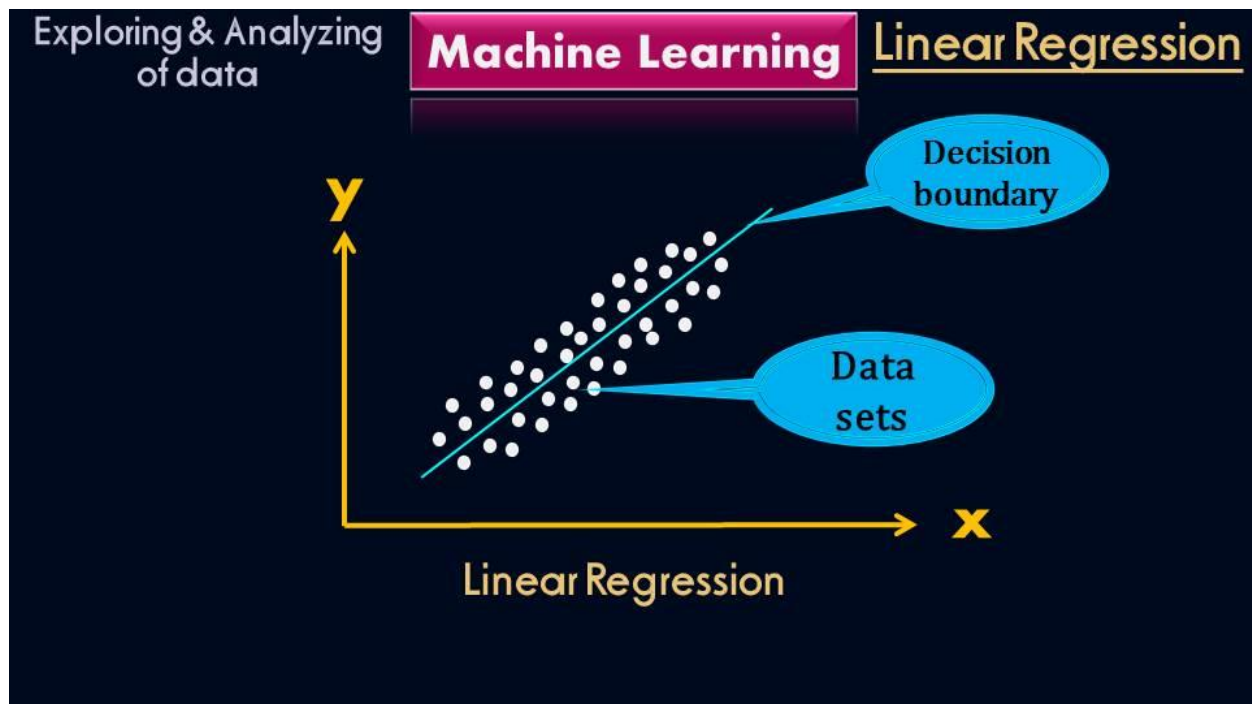 Exploring & Analyzing
of data
Machine Learning
Linear Regression
Decision
boundary
y
Data
sets
x
Linear Regression